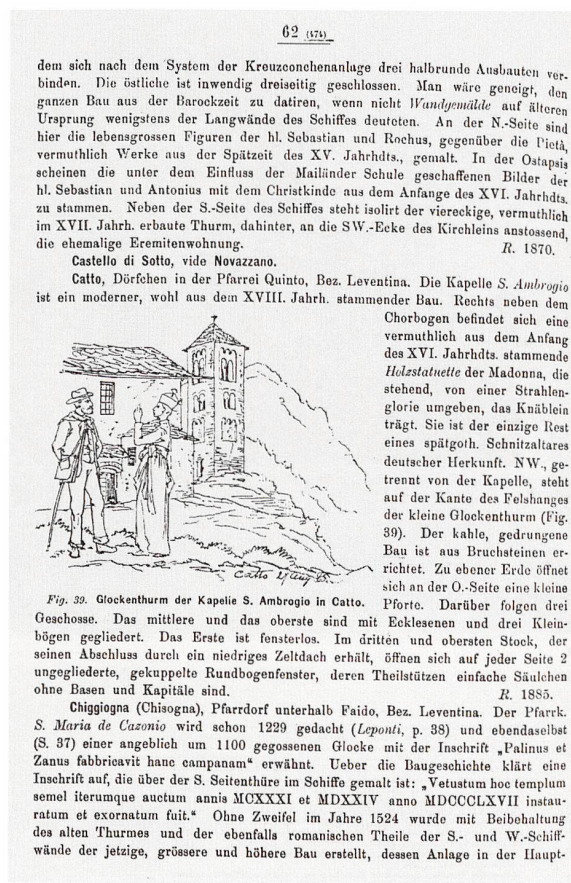 62 (474)
dem sich nach dem System der Kreuzconchenanlage drei halbrunde Ausbauten ver-
binden. Die östliche ist inwendig dreiseitig geschlossen. Man wäre geneigt, den
ganzen Bau aus der Barockzeit zu datiren, wenn nicht Wandgemälde auf älteren
Ursprung wenigstens der Langwände des Schiffes deuteten. An der N.-Seite sind
hier die lebensgrossen Figuren der hl. Sebastian und Rochus, gegenüber die Pietà,
vermuthlich Werke aus der Spätzeit des XV. Jahrhdts., gemalt. In der Ostapsis
scheinen die unter dem Einfluss der Mailänder Schule geschaffenen Bilder der
hl. Sebastian und Antonius mit dem Christkinde aus dem Anfange des XVI. Jahrhdts.
zu stammen. Neben der S.-Seite des Schiffes steht isolirt der viereckige, vermuthlich
im XVII. Jahrh. erbaute Thurm, dahinter, an die SW.-Ecke des Kirchleins anstossend,
die ehemalige Eremitenwohnung. R. 1870.
Castello di Sotto, vide Novazzano.
Catto, Dörfchen in der Pfarrei Quinto, Bez. Leventina. Die Kapelle S. Ambrogio
ist ein moderner, wohl aus dem XVIII. Jahrh. stammender Bau. Rechts neben dem
Chorbogen befindet sich eine
vermuthlich aus dem Anfang
des XVI. Jahrhdts. stammende
Holzstatuette der Madonna, die
stehend, von einer Strahlen-
glorie umgeben, das Knäblein
trägt. Sie ist der einzige Rest
eines spätgoth. Schnitzaltares
deutscher Herkunft. NW., ge-
trennt von der Kapelle, steht
auf der Kante des Felshanges
der kleine Glockenthurm (Fig.
39). Der kahle, gedrungene
Bau ist aus Bruchsteinen er-
richtet. Zu ebener Erde öffnet
sich an der O.-Seite eine kleine
Pforte. Darüber folgen drei
Catto
Fig. 39. Glockenthurm der Kapelle S. Ambrogio in Catto.
Geschosse. Das mittlere und das oberste sind mit Ecklesenen und drei Klein-
bögen gegliedert. Das Erste ist fensterlos. Im dritten und obersten Stock, der
seinen Abschluss durch ein niedriges Zeltdach erhält, öffnen sich auf jeder Seite 2
ungegliederte, gekuppelte Rundbogenfenster, deren Theilstützen einfache Säulchen
ohne Basen und Kapitäle sind. R. 1885.
Chiggiogna (Chisogna), Pfarrdorf unterhalb Faido, Bez. Leventina. Der Pfarrk.
S. Maria de Cazonio wird schon 1229 gedacht (Leponti, p. 38) und ebendaselbst
(S. 37) einer angeblich um 1100 gegossenen Glocke mit der Inschrift „Palinus et
Zanus fabbricavit hanc campanam“ erwähnt. Ueber die Baugeschichte klärt eine
Inschrift auf, die über der S. Seitenthüre im Schiffe gemalt ist: „Vetustum hoc templum
semel iterumque auctum annis MCXXXI et MDXXIV anno MDCCCLXVII instau-
ratum et exornatum fuit.“ Ohne Zweifel im Jahre 1524 wurde mit Beibehaltung
des alten Thurmes und der ebenfalls romanischen Theile der S.- und W.-Schiff-
wände der jetzige, grössere und höhere Bau erstellt, dessen Anlage in der Haupt-